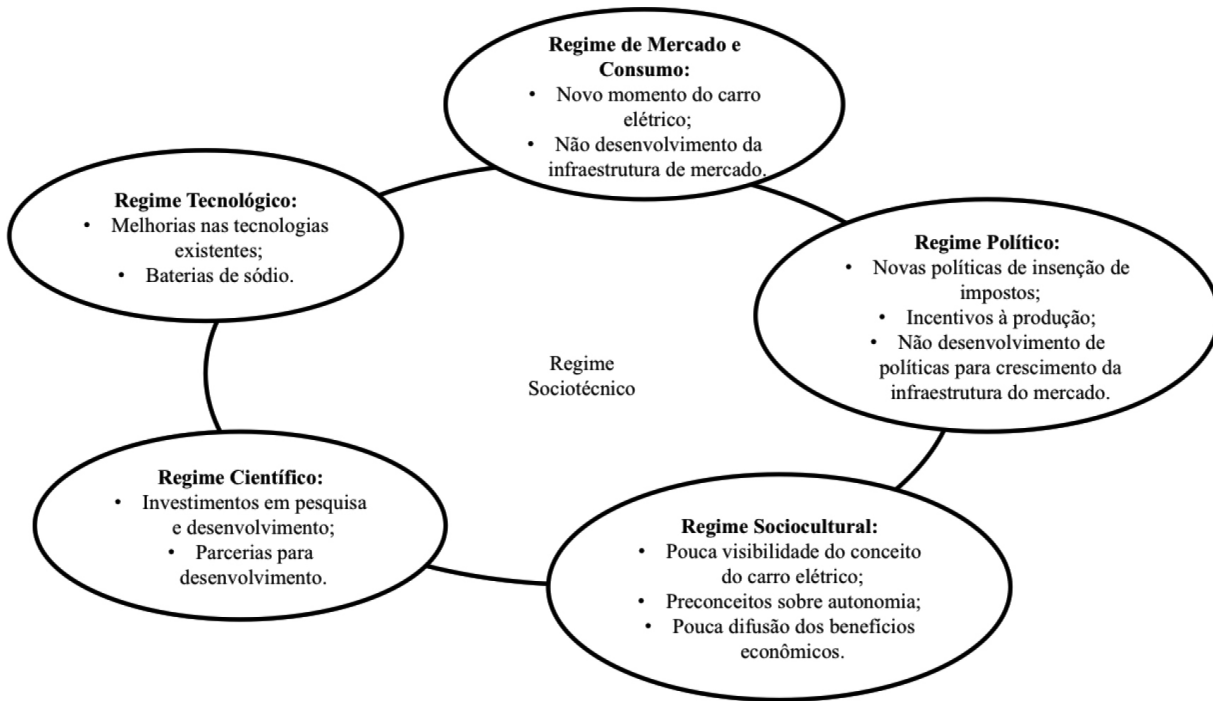 Regime de Mercado e
Consumo:
• Novo momento do carro
elétrico;
• Não desenvolvimento da
infraestrutura de mercado.
Regime Tecnológico:
• Melhorias nas tecnologias
existentes;
• Baterias de sódio.
Regime Político:
• Novas políticas de insenção de
impostos;
• Incentivos à produção;
• Não desenvolvimento de
políticas para crescimento da
infraestrutura do mercado.
Regime
Sociotécnico
Regime Científico:
• Investimentos em pesquisa
e desenvolvimento;
• Parcerias para
desenvolvimento.
Regime Sociocultural:
• Pouca visibilidade do conceito
do carro elétrico;
• Preconceitos sobre autonomia;
• Pouca difusão dos benefícios
econômicos.